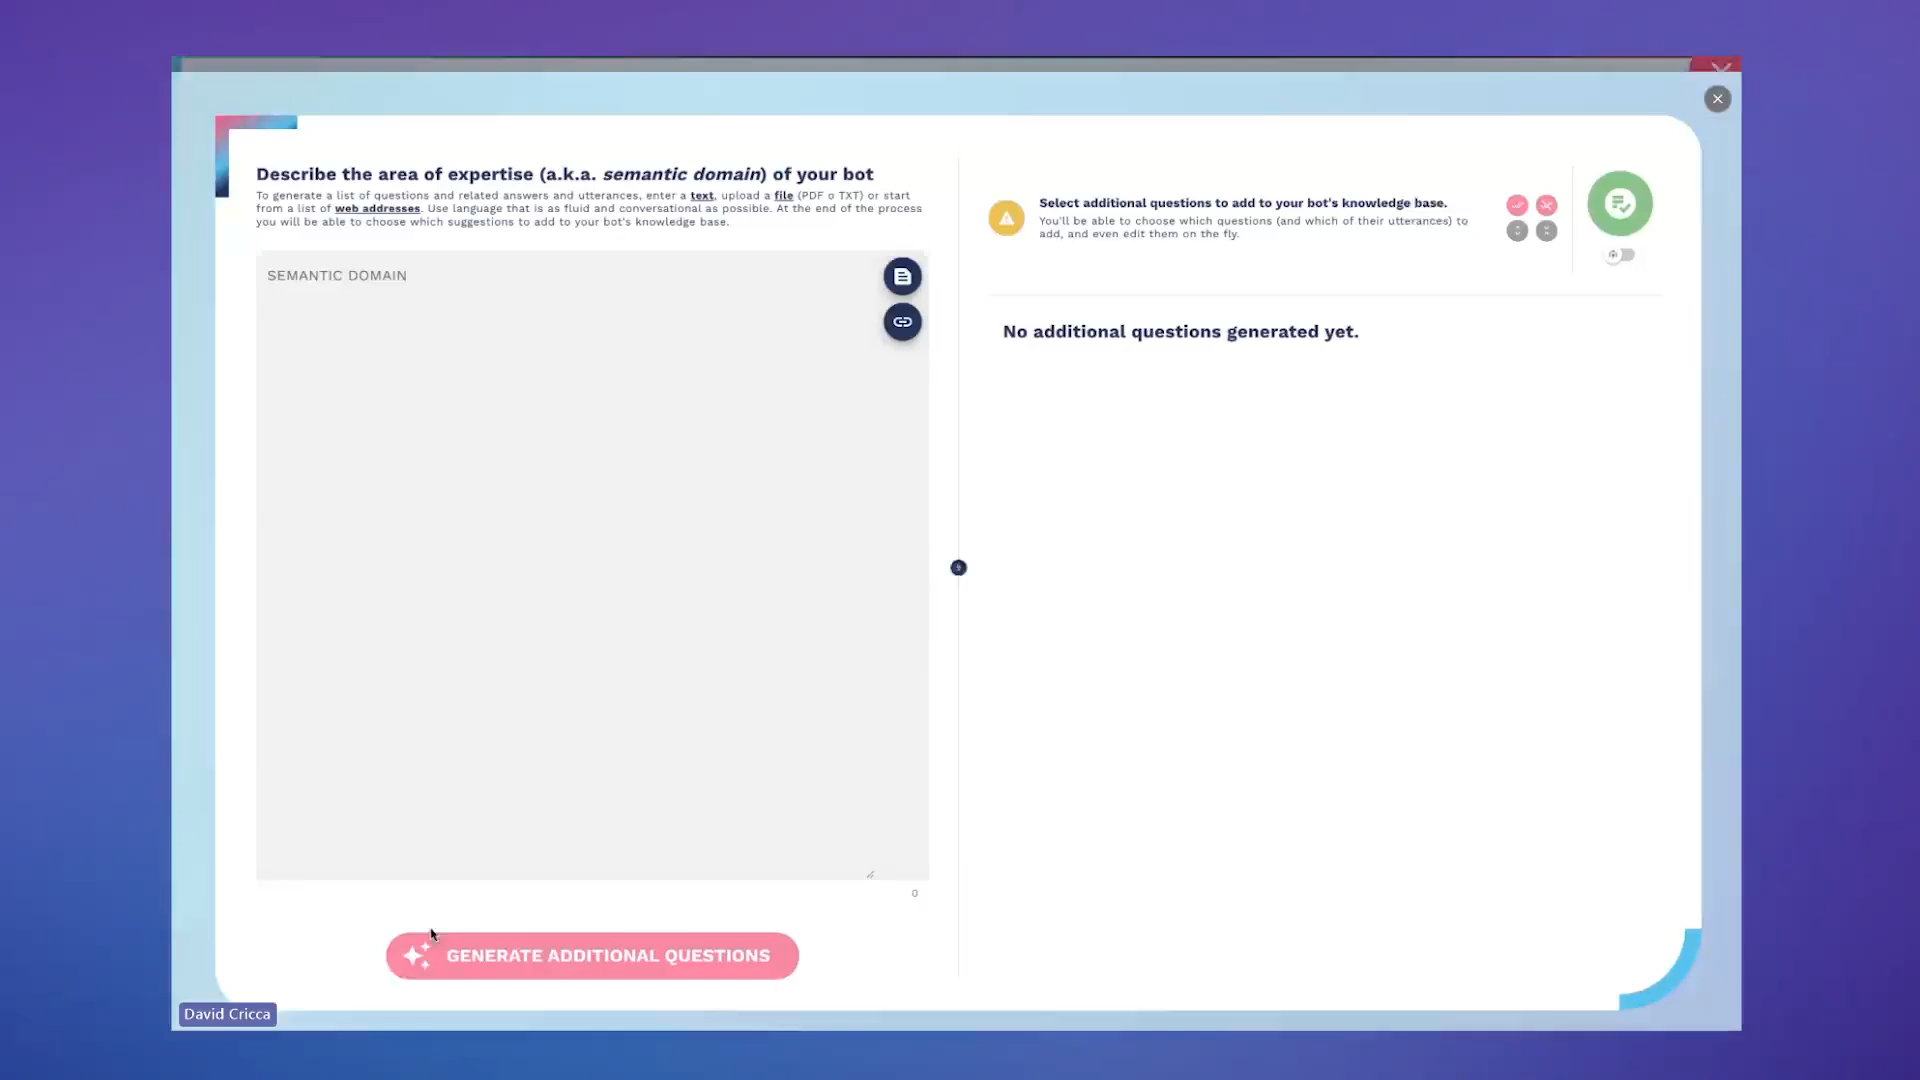 Describe the area of expertise (a.k.a. semantic domain) of your bot
To generate a list of questions and related answers and utterances, enter a text, upload a file (PDF o TXT) or start
from a list of web addresses. Use language that is as fluid and conversational as possible. At the end of the process
you will be able to choose which suggestions to add to your bot's knowledge base.
SEMANTIC DOMAIN
0
GENERATE ADDITIONAL QUESTIONS
Select additional questions to add to your bot's knowledge base.
You'll be able to choose which questions (and which of their utterances) to
add, and even edit them on the fly.
No additional questions generated yet.
David Cricca